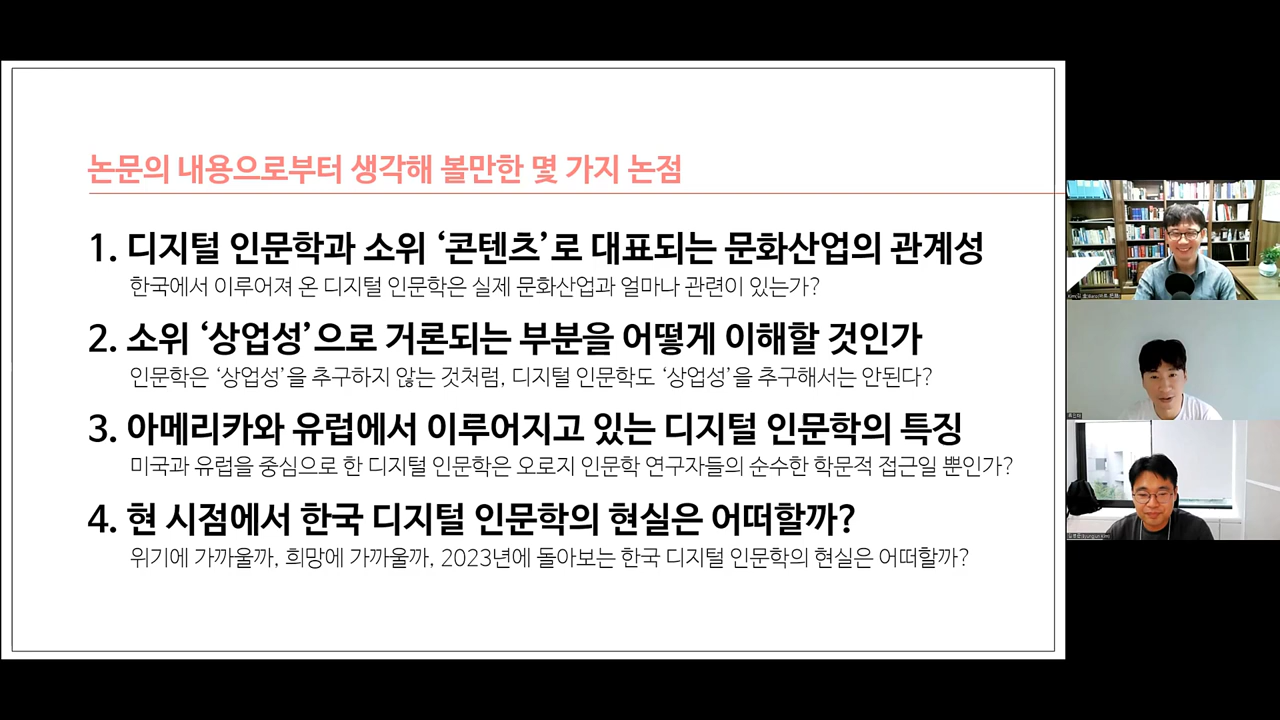 논문의 내용으로부터 생각해 볼만한 몇 가지 논점
1. 디지털 인문학과 소위 ‘콘텐츠’로 대표되는 문화산업의 관계성
한국에서 이루어져 온 디지털 인문학은 실제 문화산업과 얼마나 관련이 있는가?
2. 소위 ‘상업성’으로 거론되는 부분을 어떻게 이해할 것인가
인문학은 ‘상업성’을 추구하지 않는 것처럼, 디지털 인문학도 ‘상업성’을 추구해서는 안된다?
3. 아메리카와 유럽에서 이루어지고 있는 디지털 인문학의 특징
미국과 유럽을 중심으로 한 디지털 인문학은 오로지 인문학 연구자들의 순수한 학문적 접근일 뿐인가?
4. 현 시점에서 한국 디지털 인문학의 현실은 어떠할까?
위기에 가까울까, 희망에 가까울까, 2023년에 돌아보는 한국 디지털 인문학의 현실은 어떠할까?